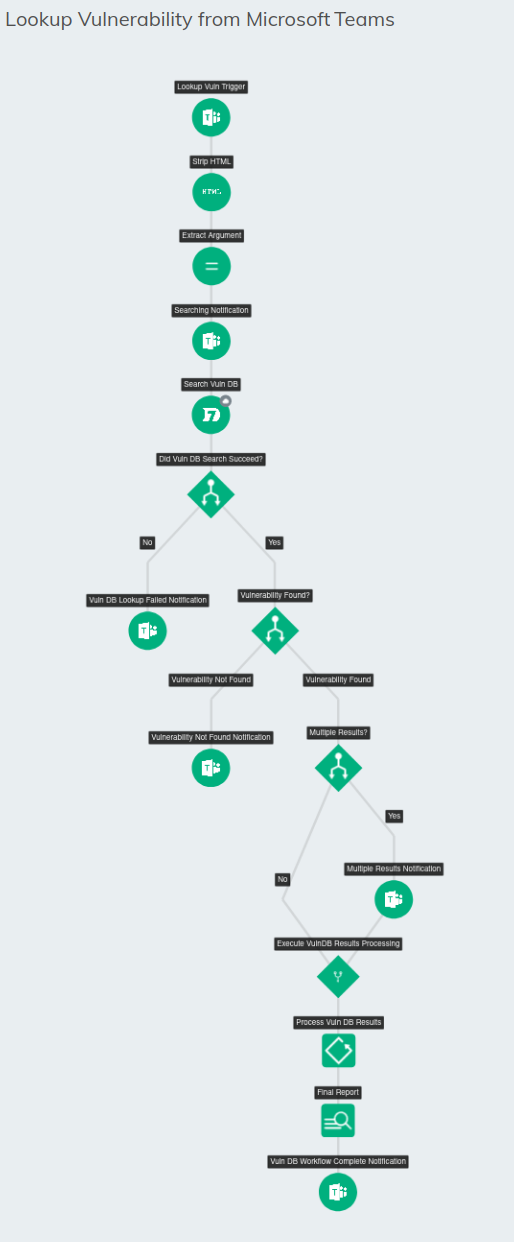 Lookup Vulnerability from Microsoft Teams
Lookup Vuln Trigger
T
Strip HTML
HTML
Extract Argument
Searching Notification
T
Search Vuln DB
Did Vuln DB Search Succeed?
No
Yes
Vuln DB Lookup Failed Notification
Vulnerability Found?
T
Vulnerability Not Found
Vulnerability Found
Vulnerability Not Found Notification
Multiple Results?
T
Yes
Multiple Results Notification
No
T
Execute VulnDB Results Processing
Process Vuln DB Results
Final Report
Vuln DB Workflow Complete Notification
T